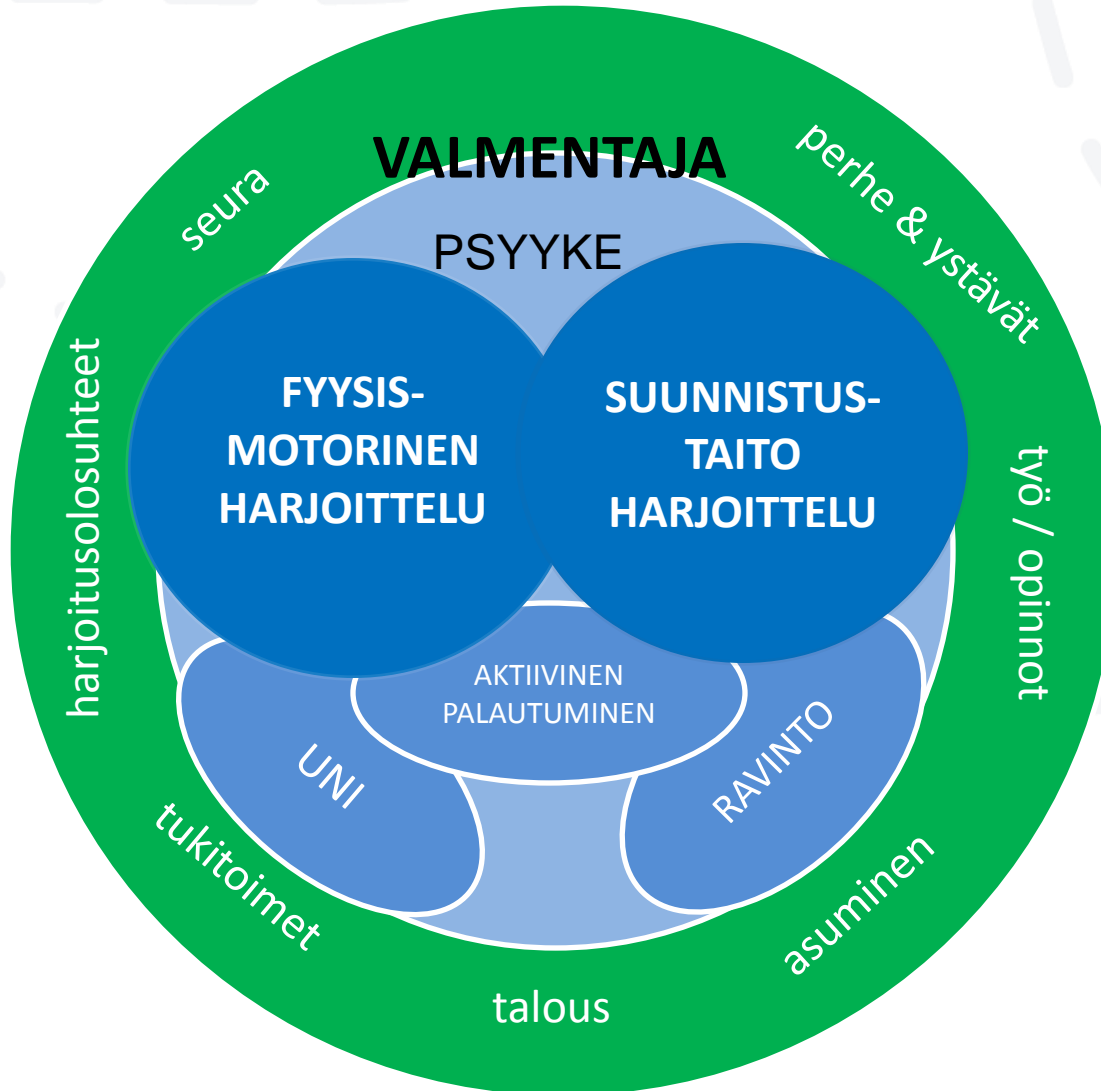 VALMENTAJA
PSYYKE
seura
perhe & ystävät
harjoitusolosuhteet
työ / opinnot
FYYSIS-
MOTORINEN
HARJOITTELU
SUUNNISTUS-
TAITO
HARJOITTELU
AKTIIVINEN
PALAUTUMINEN
UNI
RAVINTO
tukitoimet
asuminen
talous